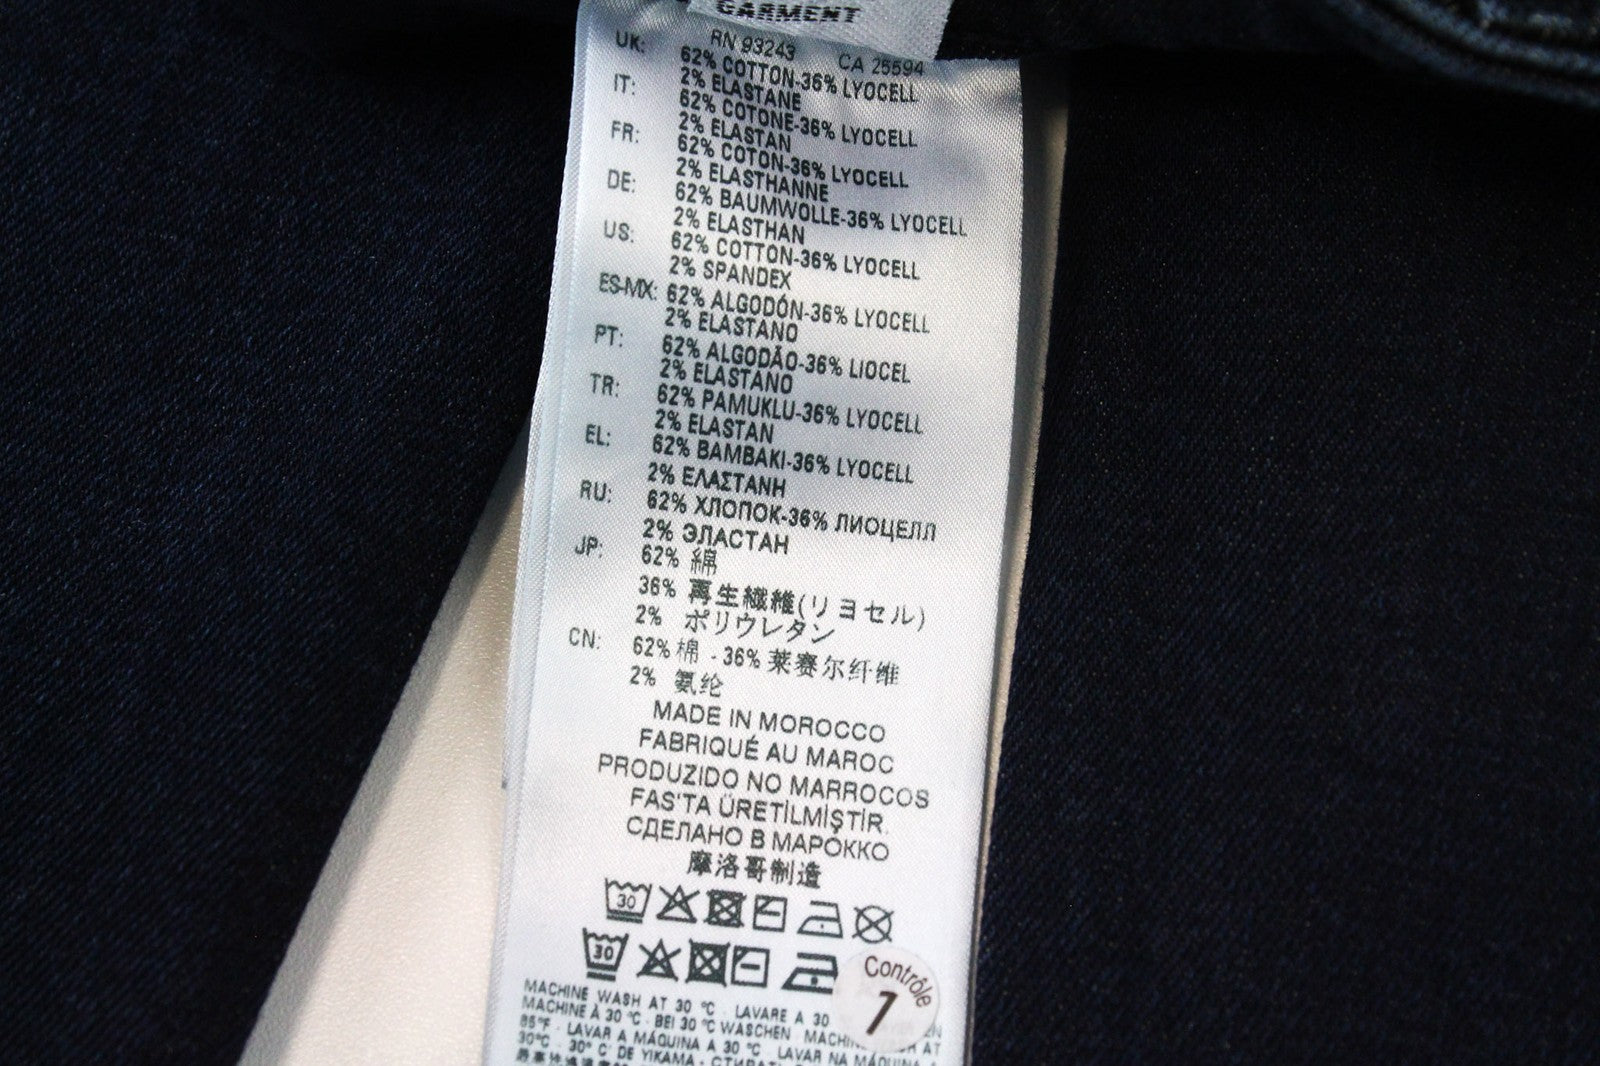 GARMENT
RN 93243 CA 25594
UK: 62% COTTON-36% LYOCELL
2% ELASTANE
IT: 62% COTONE-36% LYOCELL
2% ELASTAN
FR: 62% COTON-36% LYOCELL
2% ELASTHANNE
DE: 62% BAUMWOLLE-36% LYOCELL
2% ELASTHAN
US: 62% COTTON-36% LYOCELL
2% SPANDEX
ES-MX: 62% ALGODÓN-36% LYOCELL
2% ELASTANO
PT: 62% ALGODÃO-36% LIOCEL
2% ELASTANO
TR: 62% PAMUKLU-36% LYOCELL
2% ELASTAN
EL: 62% BAMBAKI-36% LYOCELL
2% ΕΛΑΣΤΑΝΗ
RU: 62% ХЛОПОК-36% ЛИОЦЕЛЛ
2% ЭЛАСТАН
JP: 62% 綿
36% 再生繊維(リヨセル)
2% ポリウレタン
CN: 62% 棉 - 36% 莱赛尔纤维
2% 氨纶
MADE IN MOROCCO
FABRIQUÉ AU MAROC
PRODUZIDO NO MARROCOS
FAS'TA ÜRETİLMİŞTİR.
СДЕЛАНО В МАРОККО
摩洛哥制造
30
30
Contrôle
7
MACHINE WASH AT 30 °C · LAVARE A 30
MACHINE À 30 °C · BEI 30 °C WASCHEN MACHIN AT
85°F · LAVAR A MÁQUINA A 30 °C LAVAR NA MÁQUINA
30°C · 30° C' DE YIKAMA ·